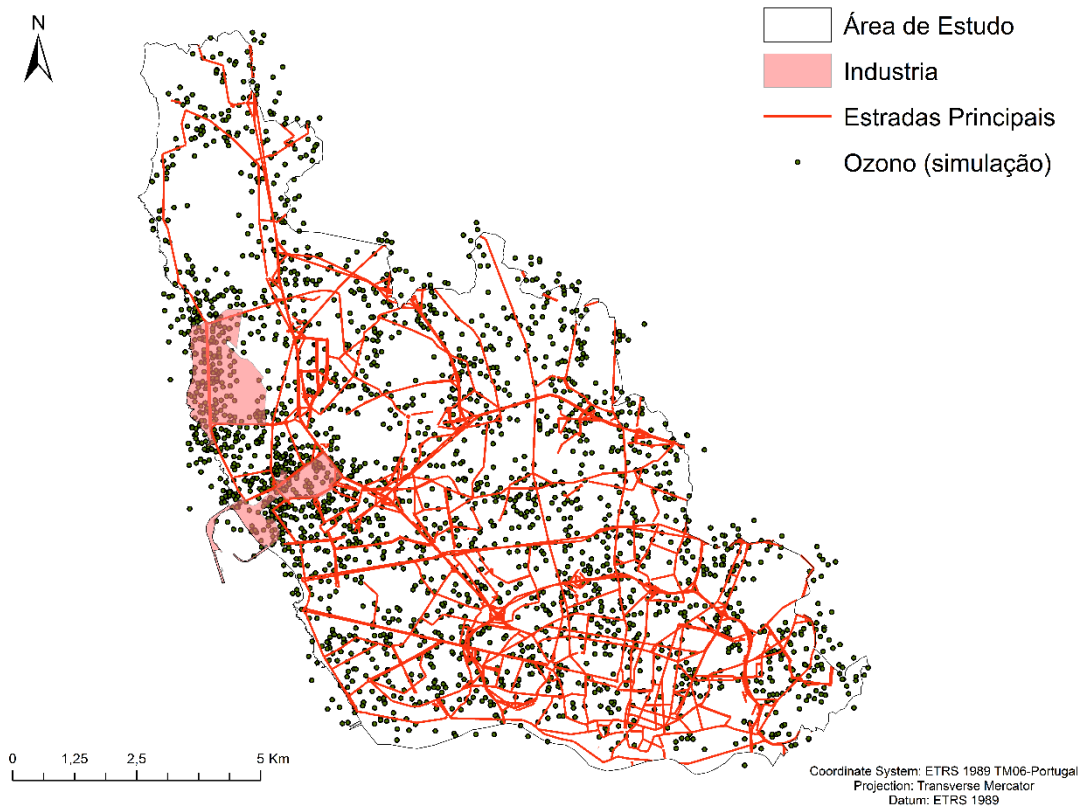 N
Área de Estudo
Industria
Estradas Principais
Ozono (simulação)
0 1,25 2,5 5 Km
Coordinate System: ETRS 1989 TM06-Portugal
Projection: Transverse Mercator
Datum: ETRS 1989